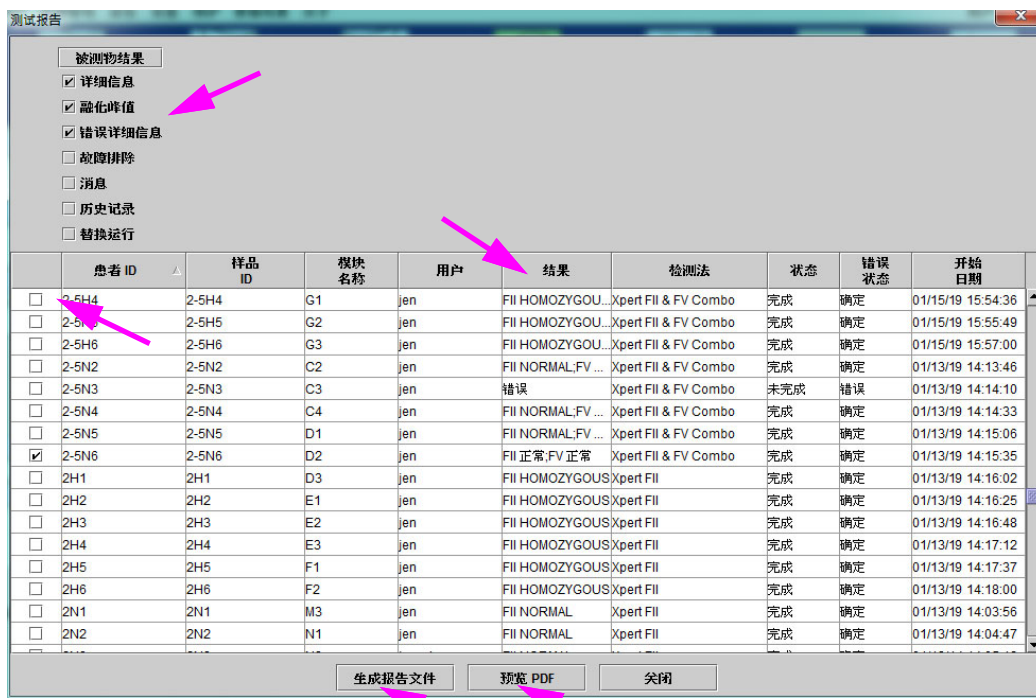 测试报告
被测物结果
详细信息
融化峰值
错误详细信息
故障排除
消息
历史记录
替换运行
患者 ID 样品 ID 模块 名称 用户 结果 检测法 状态 错误 状态 开始 日期
2-5H4 2-5H4 G1 jen FII HOMOZYGOU... Xpert FII & FV Combo 完成 确定 01/15/19 15:54:36
2-5H5 G2 jen FII HOMOZYGOU... Xpert FII & FV Combo 完成 确定 01/15/19 15:55:49
2-5H6 2-5H6 G3 jen FII HOMOZYGOU... Xpert FII & FV Combo 完成 确定 01/15/19 15:57:00
2-5N2 2-5N2 C2 jen FII NORMAL;FV ... Xpert FII & FV Combo 完成 确定 01/13/19 14:13:46
2-5N3 2-5N3 C3 jen 错误 Xpert FII & FV Combo 未完成 错误 01/13/19 14:14:10
2-5N4 2-5N4 C4 jen FII NORMAL;FV ... Xpert FII & FV Combo 完成 确定 01/13/19 14:14:33
2-5N5 2-5N5 D1 jen FII NORMAL;FV ... Xpert FII & FV Combo 完成 确定 01/13/19 14:15:06
2-5N6 2-5N6 D2 jen FII 正常;FV 正常 Xpert FII & FV Combo 完成 确定 01/13/19 14:15:35
2H1 2H1 D3 jen FII HOMOZYGOUS Xpert FII 完成 确定 01/13/19 14:16:02
2H2 2H2 E1 jen FII HOMOZYGOUS Xpert FII 完成 确定 01/13/19 14:16:25
2H3 2H3 E2 jen FII HOMOZYGOUS Xpert FII 完成 确定 01/13/19 14:16:48
2H4 2H4 E3 jen FII HOMOZYGOUS Xpert FII 完成 确定 01/13/19 14:17:12
2H5 2H5 F1 jen FII HOMOZYGOUS Xpert FII 完成 确定 01/13/19 14:17:37
2H6 2H6 F2 jen FII HOMOZYGOUS Xpert FII 完成 确定 01/13/19 14:18:00
2N1 2N1 M3 jen FII NORMAL Xpert FII 完成 确定 01/13/19 14:03:56
2N2 2N2 N1 jen FII NORMAL Xpert FII 完成 确定 01/13/19 14:04:47
生成报告文件 预览 PDF 关闭